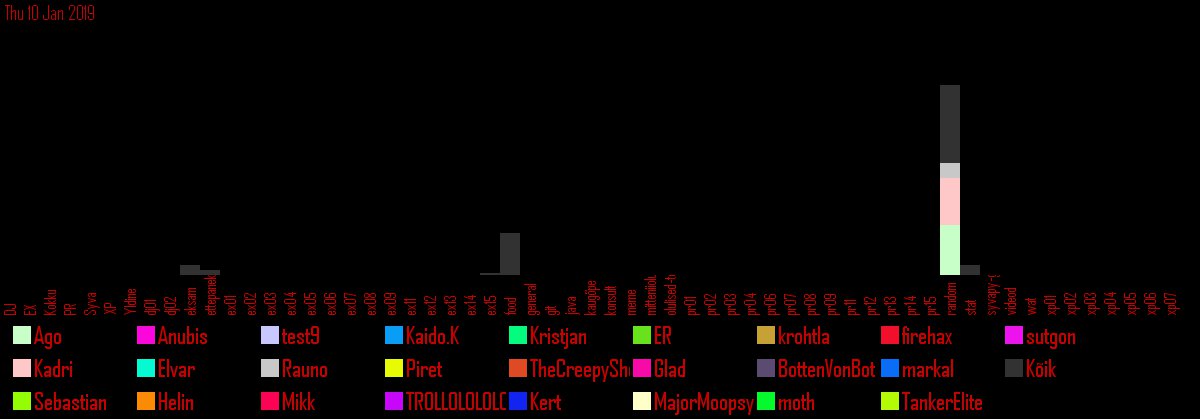 Thu 10 Jan 2019
DJ EX Kokku PR Syva XP Yldine dj01 dj02 eksam ettepanek ex01 ex02 ex03 ex04 ex05 ex06 ex07 ex08 ex09 ex11 ex12 ex13 ex14 ex15 food general git java kaugõpe konsult meme pr01 pr02 pr03 pr04 pr06 pr07 pr08 pr09 pr11 pr12 pr13 pr14 pr15 random stat videod wat xp01 xp02 xp03 xp04 xp05 xp06 xp07
Ago Anubis test9 Kaido.K Kristjan ER krohtla firehax sutgon
Kadri Elvar Rauno Piret TheCreepySh Glad BottenVonBot markal Kõik
Sebastian Helin Mikk TROLLOLOLOLO Kert MajorMoopsy moth TankerElite